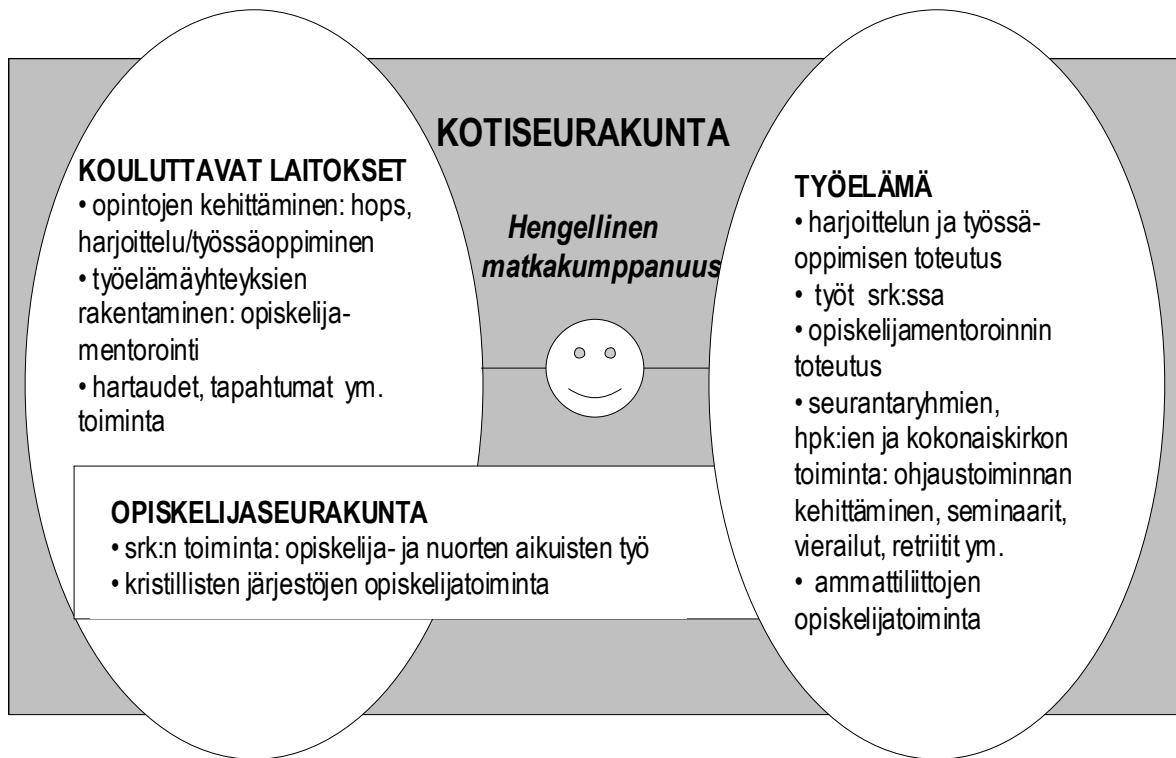 KOTISEURAKUNTA
Hengellinen
matkakumppanuus
KOULUTTAVAT LAITOKSET
• opintojen kehittäminen: hops,
harjoittelu/työssäoppiminen
• työelämäyhteyksien
rakentaminen: opiskelija-
mentorointi
• hartaudet, tapahtumat ym.
toiminta
OPISKELIJASEURAKUNTA
• srk:n toiminta: opiskelija- ja nuorten aikuisten työ
• kristillisten järjestöjen opiskelijatoiminta
TYÖELÄMÄ
• harjoittelun ja työssä-
oppimisen toteutus
• työt srk:ssa
• opiskelijamentoroinnin
toteutus
• seurantaryhmien,
hpk:ien ja kokonaiskirkon
toiminta: ohjaustoiminnan
kehittäminen, seminaarit,
vierailut, retriitit ym.
• ammattiliittojen
opiskelijatoiminta